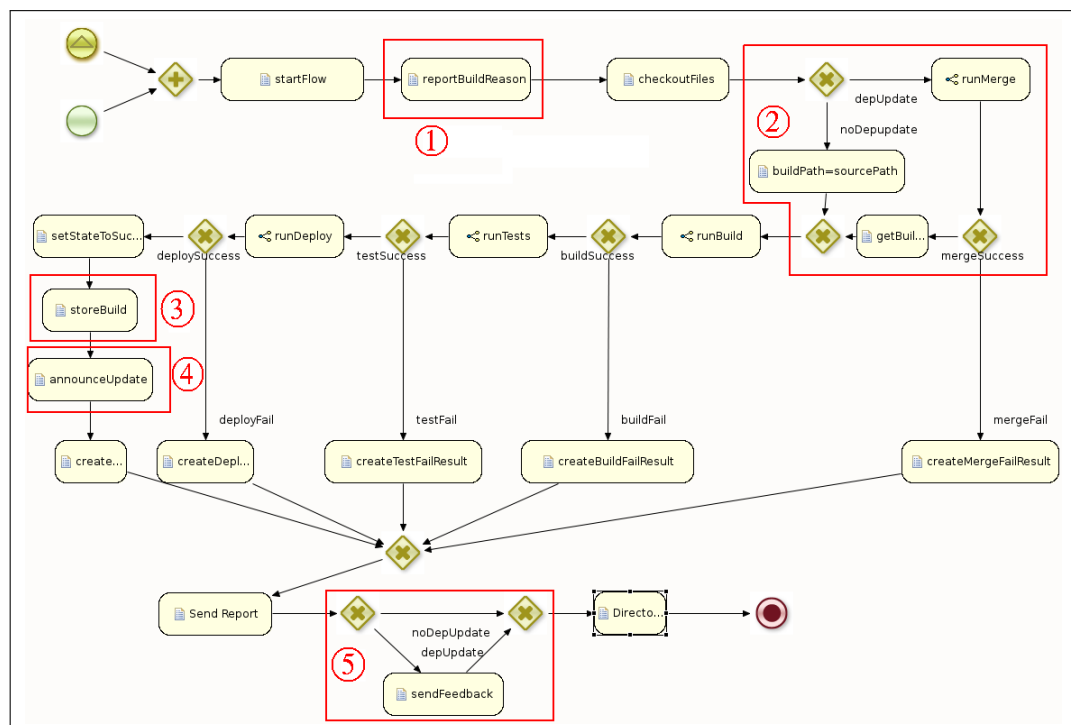 startFlow
reportBuildReason
checkoutFiles
runMerge
depUpdate
①
②
noDepupdate
buildPath=sourcePath
setStateToSuc...
runDeploy
runTests
runBuild
getBuil...
deploySuccess
testSuccess
buildSuccess
mergeSuccess
storeBuild
③
announceUpdate
④
deployFail
testFail
buildFail
mergeFail
create...
createDepl...
createTestFailResult
createBuildFailResult
createMergeFailResult
Send Report
Directo...
noDepUpdate
depUpdate
⑤
sendFeedback